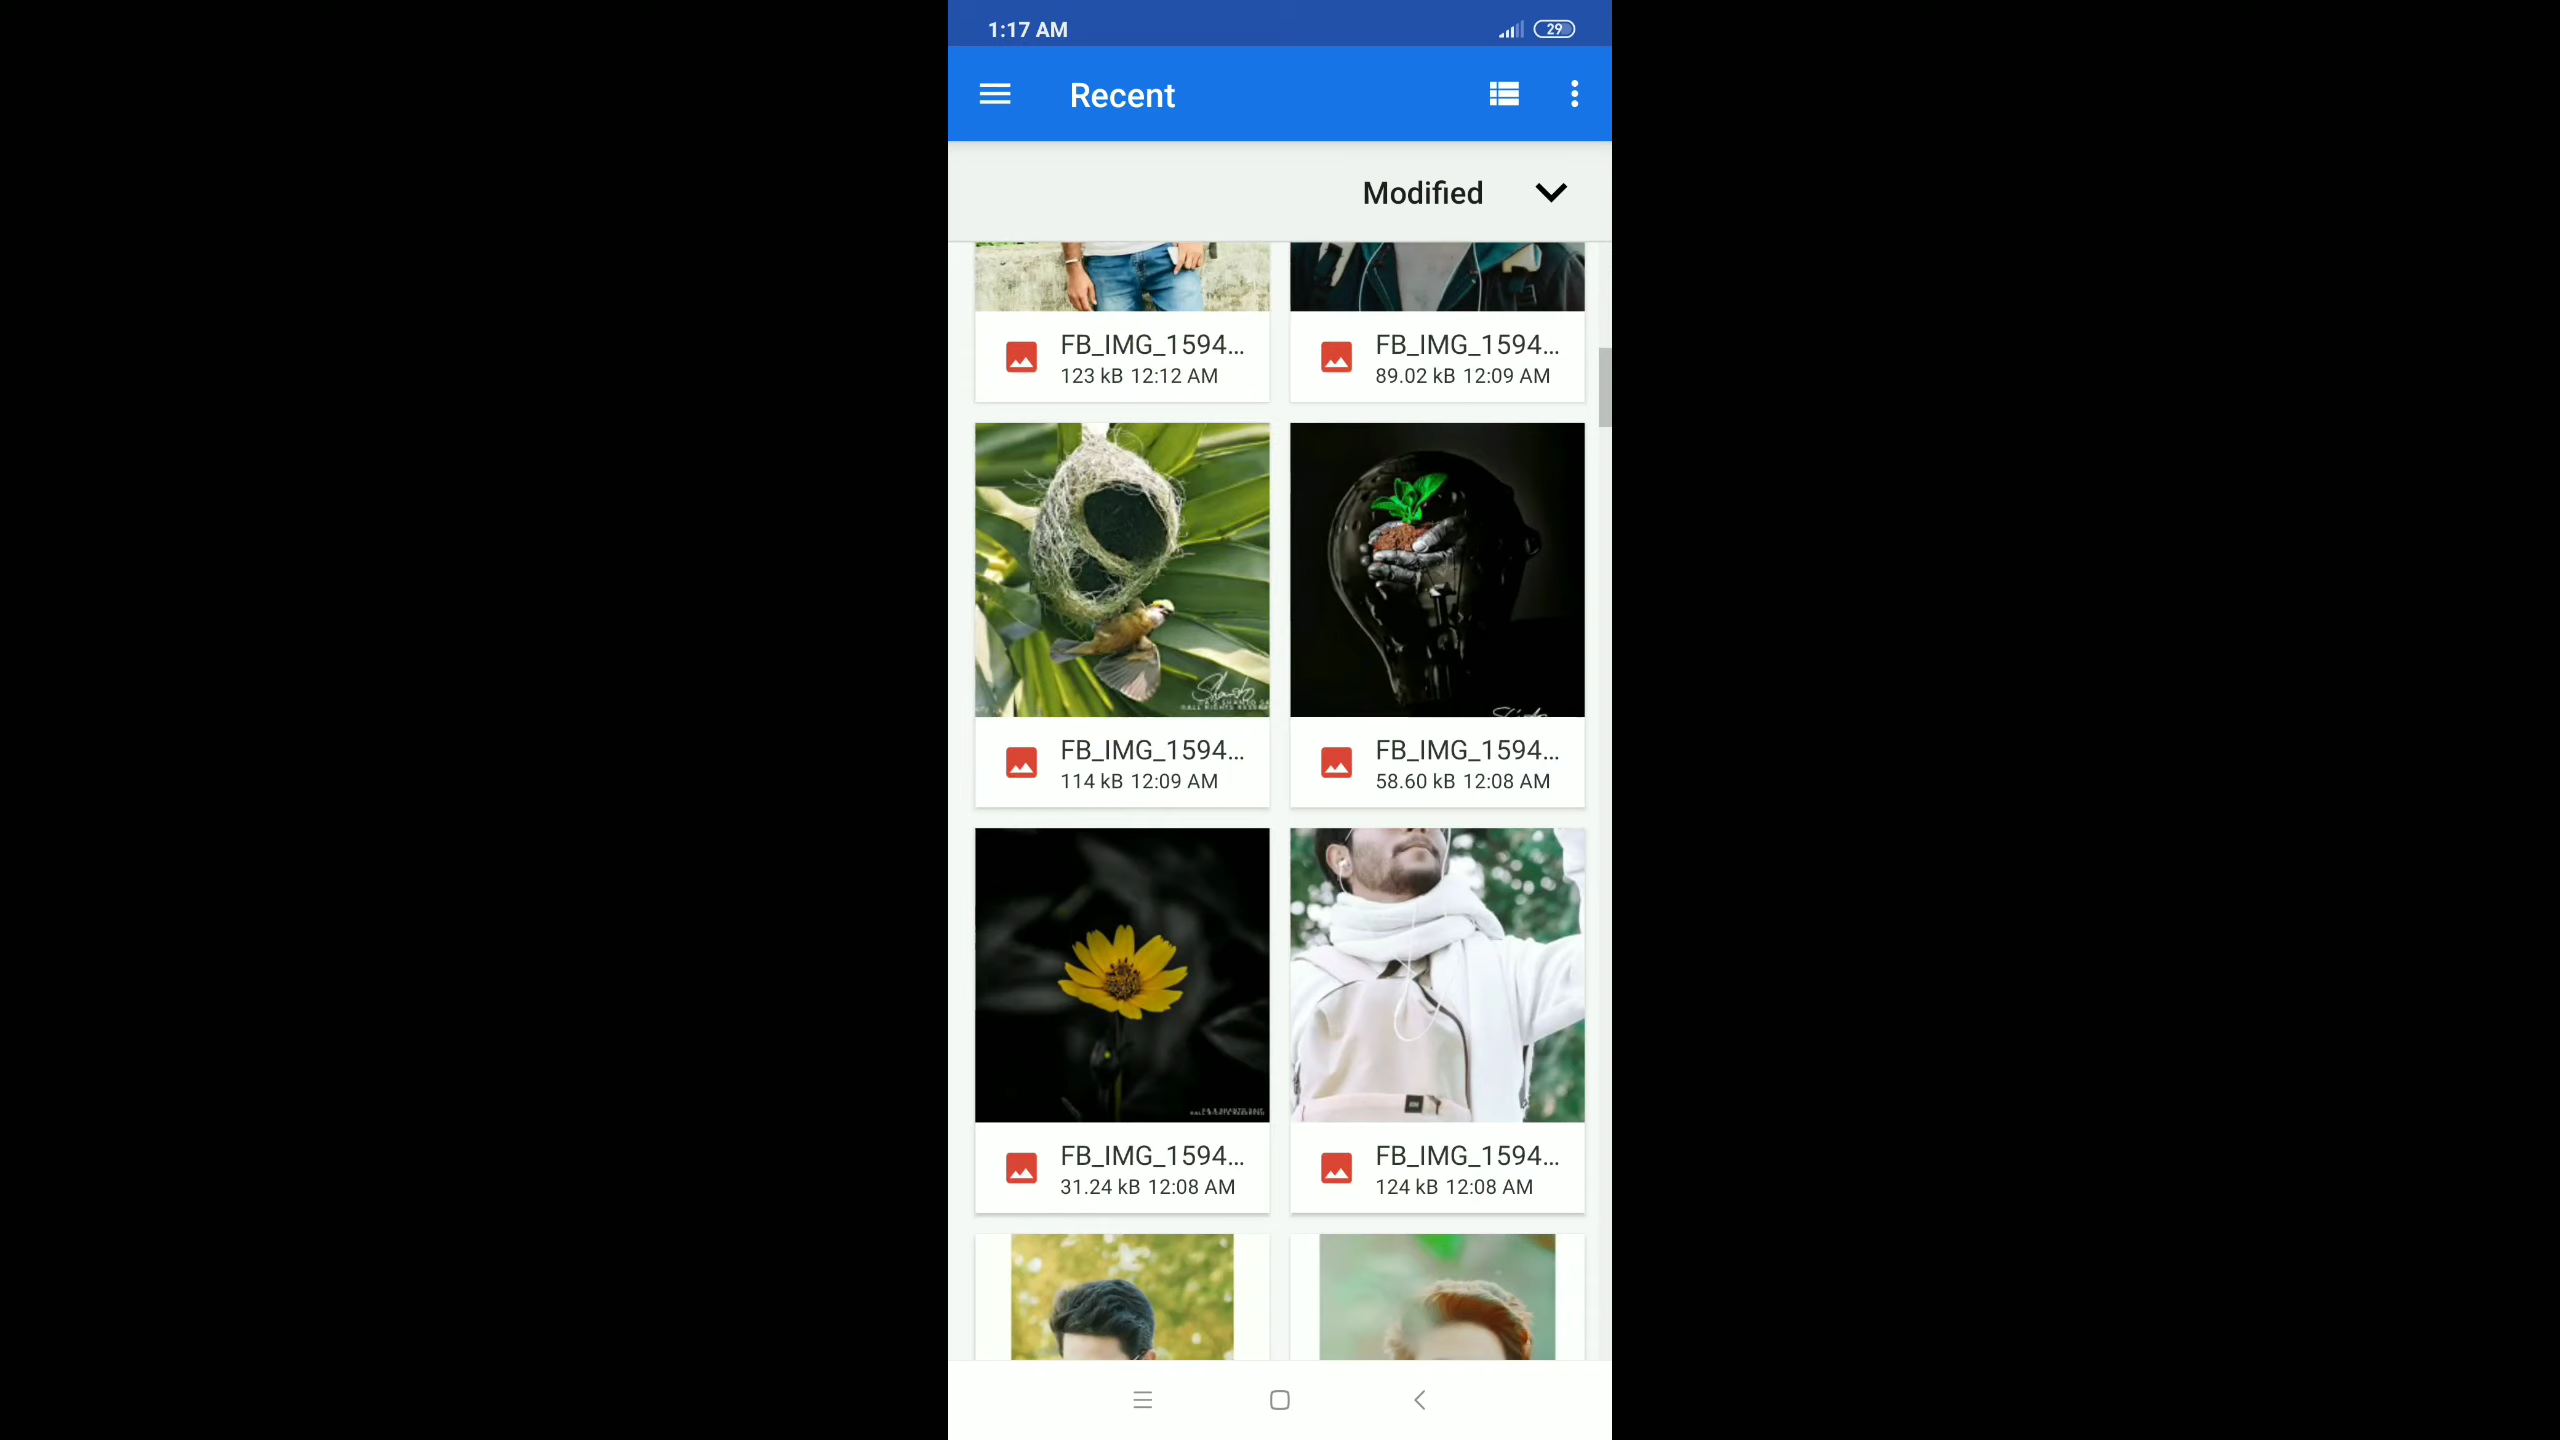 1:17 AM
29
Recent
Modified
FB_IMG_1594...
123 kB 12:12 AM
FB_IMG_1594...
89.02 kB 12:09 AM
FB_IMG_1594...
114 kB 12:09 AM
FB_IMG_1594...
58.60 kB 12:08 AM
FB_IMG_1594...
31.24 kB 12:08 AM
FB_IMG_1594...
124 kB 12:08 AM